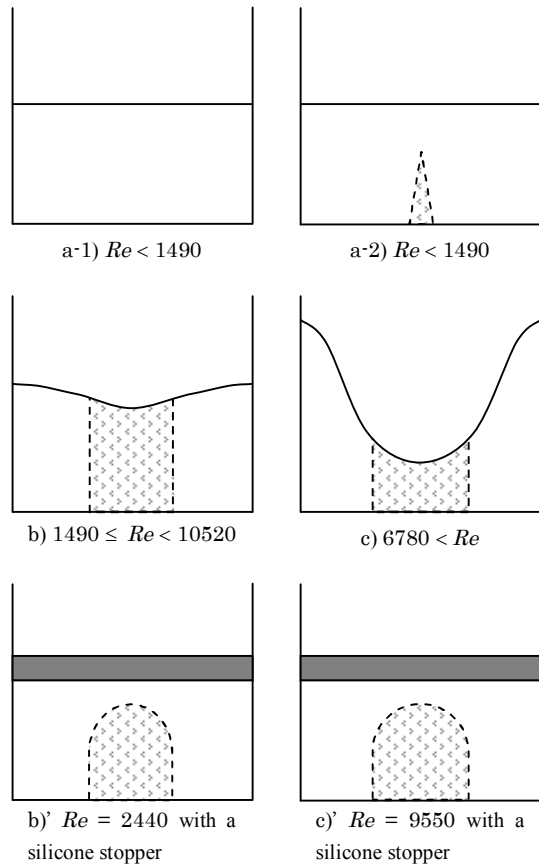 a-1) Re < 1490
a-2) Re < 1490
b) 1490 ≤ Re < 10520
c) 6780 < Re
b)' Re = 2440 with a
silicone stopper
c)' Re = 9550 with a
silicone stopper